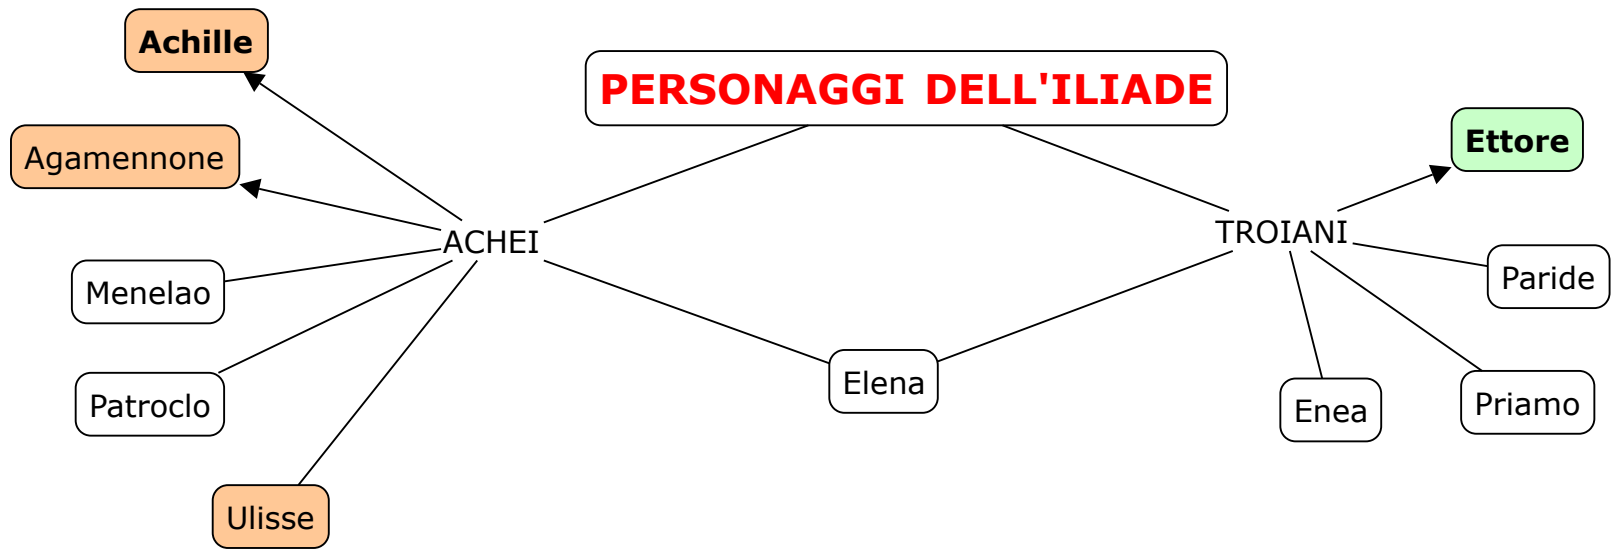 PERSONAGGI DELL'ILIADE
ACHEI
Achille
Agamennone
Menelao
Patroclo
Ulisse
Elena
TROIANI
Ettore
Paride
Priamo
Enea